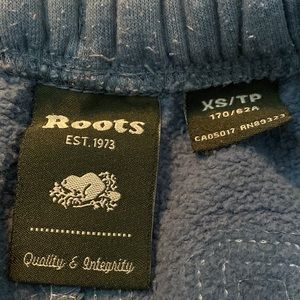 Roots
EST. 1973
Quality & Integrity
XS/TP
170/62A
CA05017 RN89323